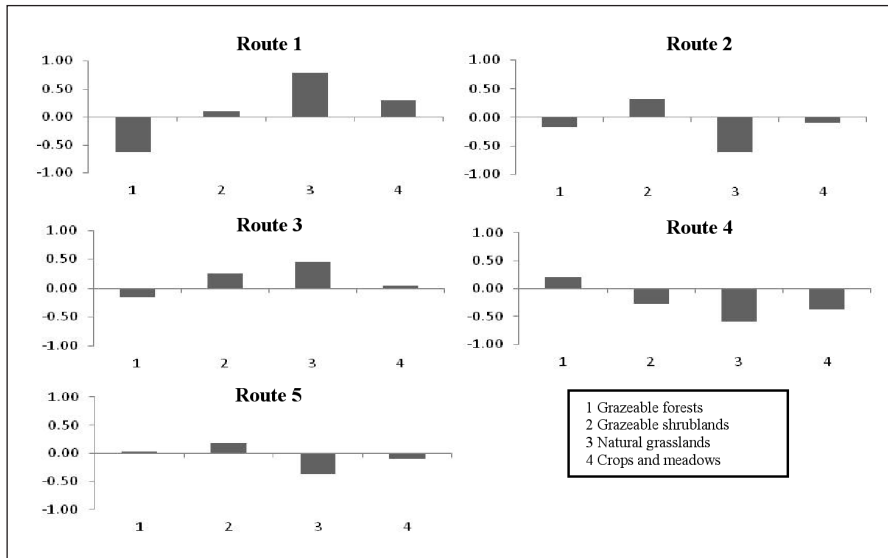 Route 1
1.00
0.50
0.00
-0.50
-1.00
1 2 3 4
Route 2
1.00
0.50
0.00
-0.50
-1.00
1 2 3 4
Route 3
1.00
0.50
0.00
-0.50
-1.00
1 2 3 4
Route 4
1.00
0.50
0.00
-0.50
-1.00
1 2 3 4
Route 5
1.00
0.50
0.00
-0.50
-1.00
1 2 3 4
1 Grazeable forests
2 Grazeable shrublands
3 Natural grasslands
4 Crops and meadows